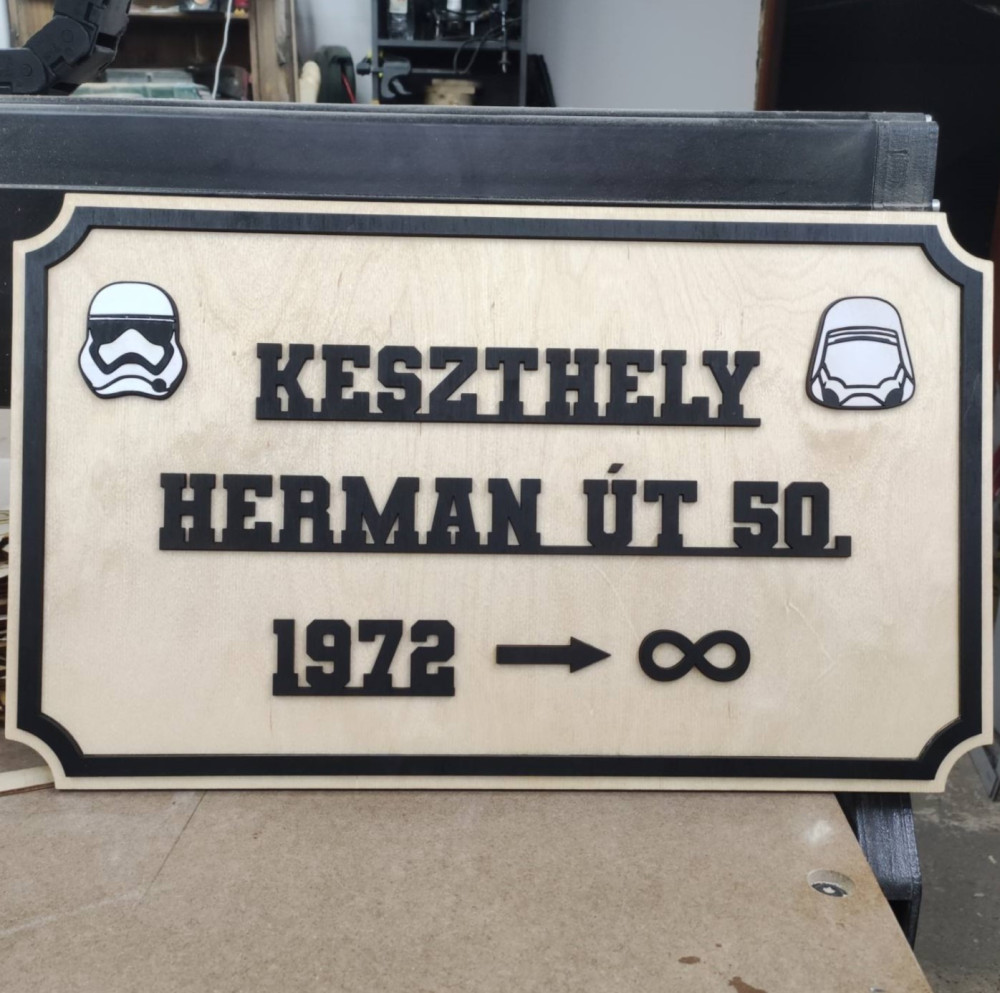 KESZTHELY
HERMAN ÚT 50.
1972 → ∞